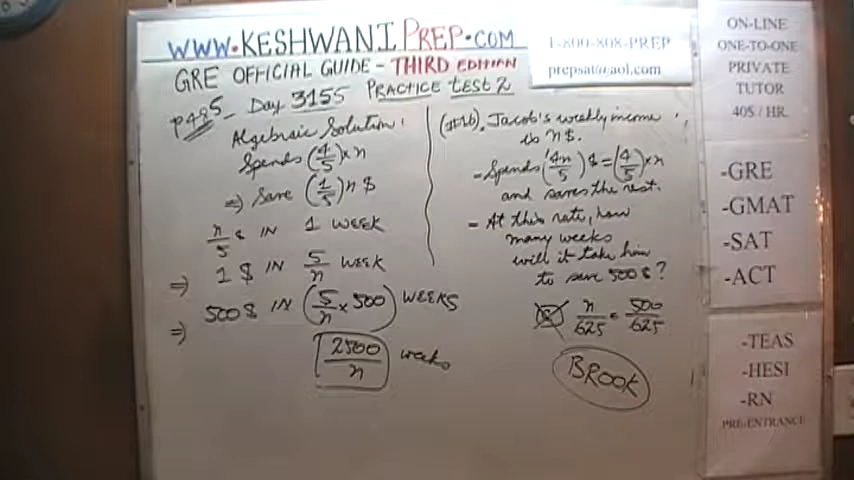 WWW.KESHWANIPREP.COM
1-800-808-PREP
prepsat@aol.com
GRE OFFICIAL GUIDE - THIRD EDITION
P485 - Day 3155 PRACTICE test 2
Algebraic Solution:
Spends (4/5) x n
=> Save (1/5) n $
n/5 $ IN 1 WEEK
=> 1 $ IN 5/n WEEK
=> 500 $ IN (5/n x 500) WEEKS
2500/n weeks
(#16). Jacob's weekly income
is n $.
- Spends (4n/5) $ = (4/5) x n
and saves the rest.
- At this rate, how
many weeks
will it take him
to save 500 $ ?
n/625 = 500/625
BROOK
ON-LINE
ONE-TO-ONE
PRIVATE
TUTOR
40$ / HR.
-GRE
-GMAT
-SAT
-ACT
-TEAS
-HESI
-RN
PRE-ENTRANCE